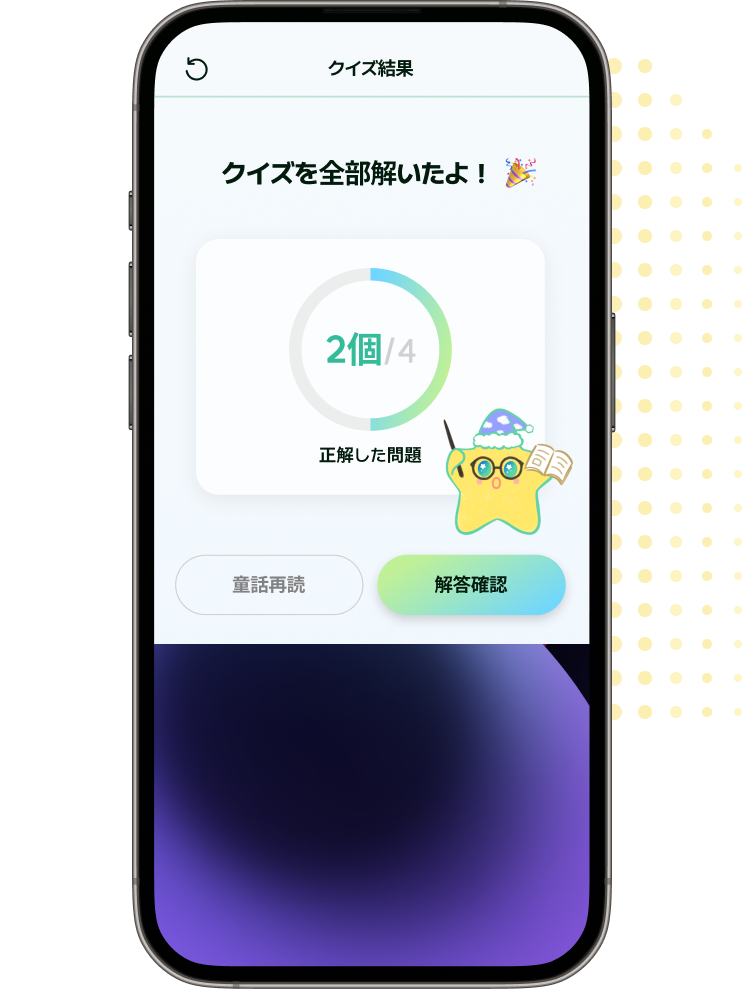 クイズ結果
クイズを全部解いたよ！ 🎉
2個/4
正解した問題
童話再読
解答確認